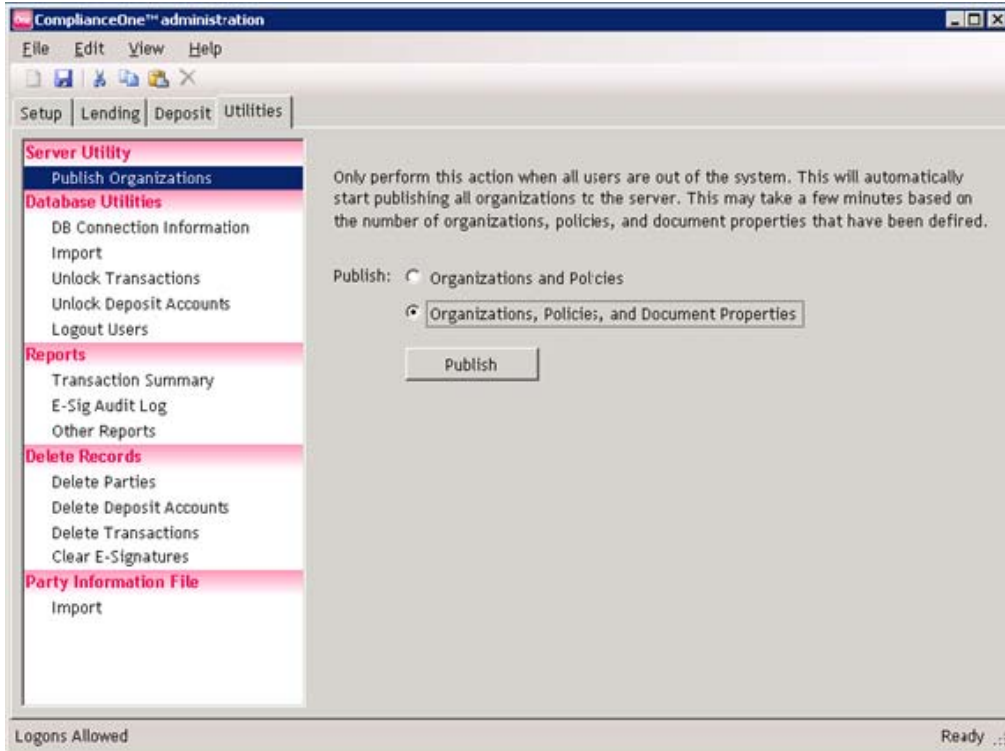 ComplianceOne™ administration
File Edit View Help
Setup Lending Deposit Utilities
Server Utility
Publish Organizations
Database Utilities
DB Connection Information
Import
Unlock Transactions
Unlock Deposit Accounts
Logout Users
Reports
Transaction Summary
E-Sig Audit Log
Other Reports
Delete Records
Delete Parties
Delete Deposit Accounts
Delete Transactions
Clear E-Signatures
Party Information File
Import
Only perform this action when all users are out of the system. This will automatically
start publishing all organizations to the server. This may take a few minutes based on
the number of organizations, policies, and document properties that have been defined.
Publish: Organizations and Policies
Organizations, Policies, and Document Properties
Publish
Logons Allowed
Ready